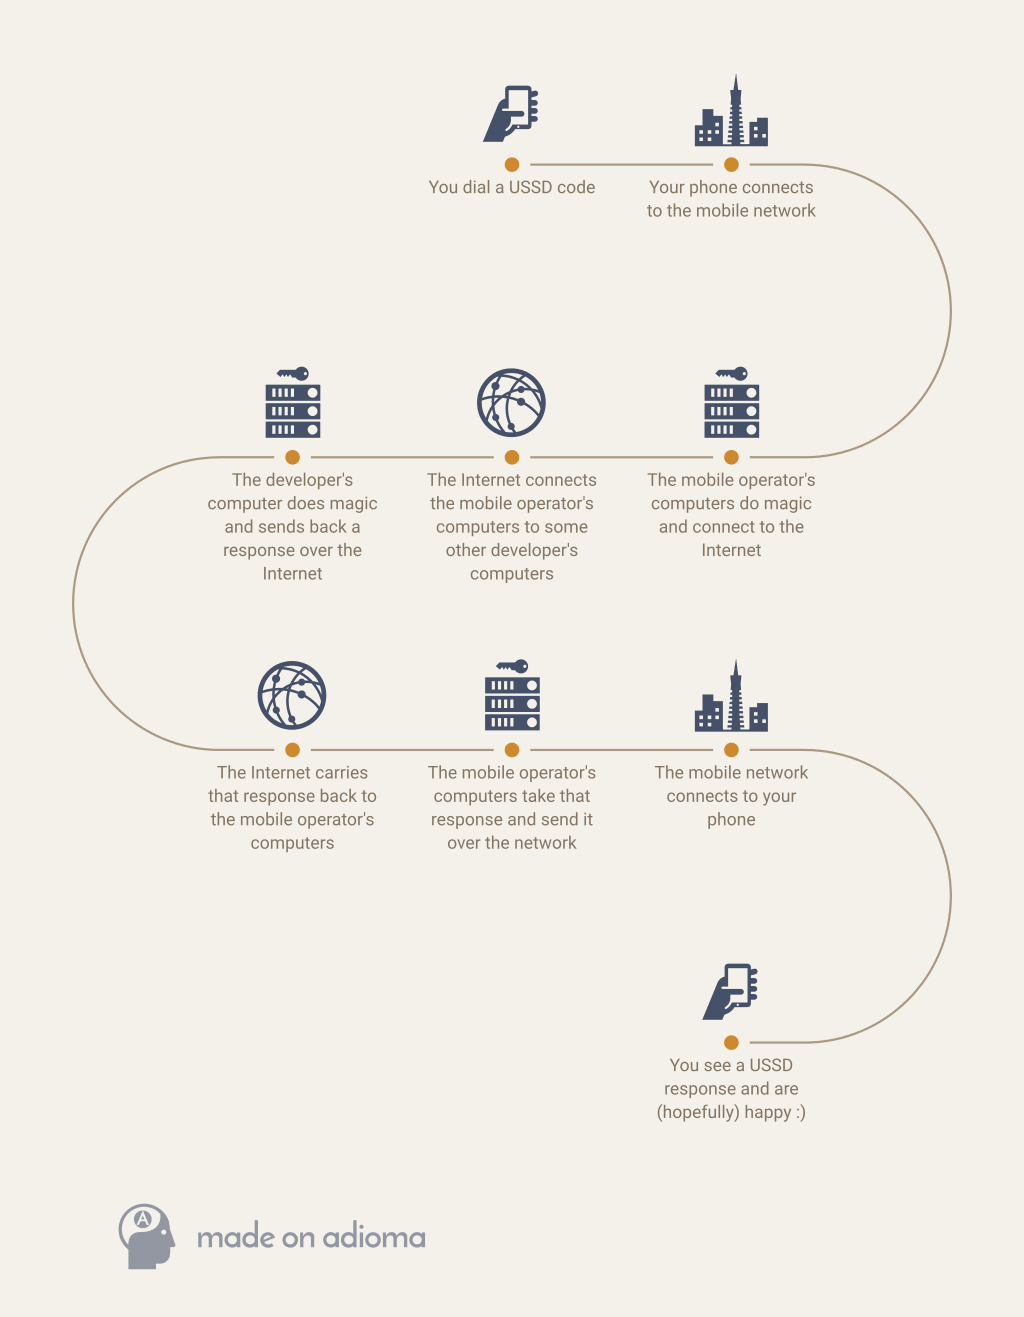 You dial a USSD code
Your phone connects
to the mobile network
The mobile operator's
computers do magic
and connect to the
Internet
The Internet connects
the mobile operator's
computers to some
other developer's
computers
The developer's
computer does magic
and sends back a
response over the
Internet
The Internet carries
that response back to
the mobile operator's
computers
The mobile operator's
computers take that
response and send it
over the network
The mobile network
connects to your
phone
You see a USSD
response and are
(hopefully) happy :)
A
made on adioma